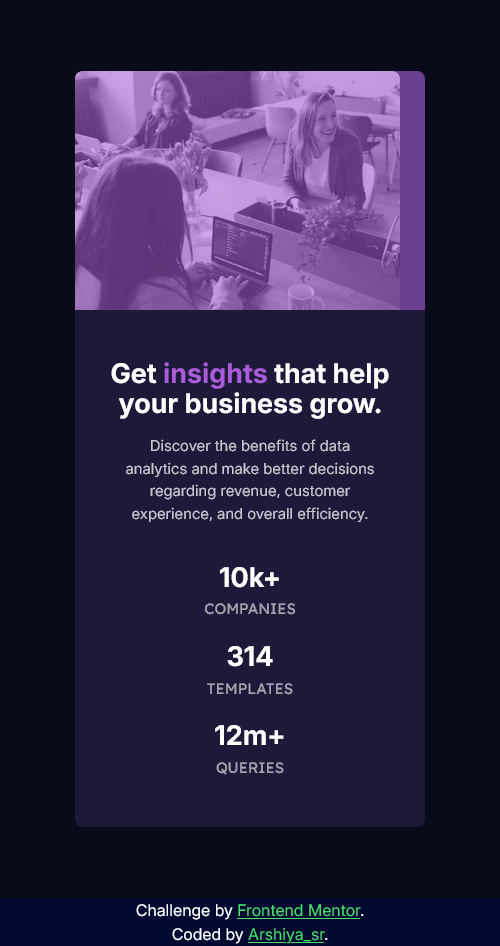 Get insights that help
your business grow.
Discover the benefits of data
analytics and make better decisions
regarding revenue, customer
experience, and overall efficiency.
10k+
COMPANIES
314
TEMPLATES
12m+
QUERIES
Challenge by Frontend Mentor.
Coded by Arshiya_sr.